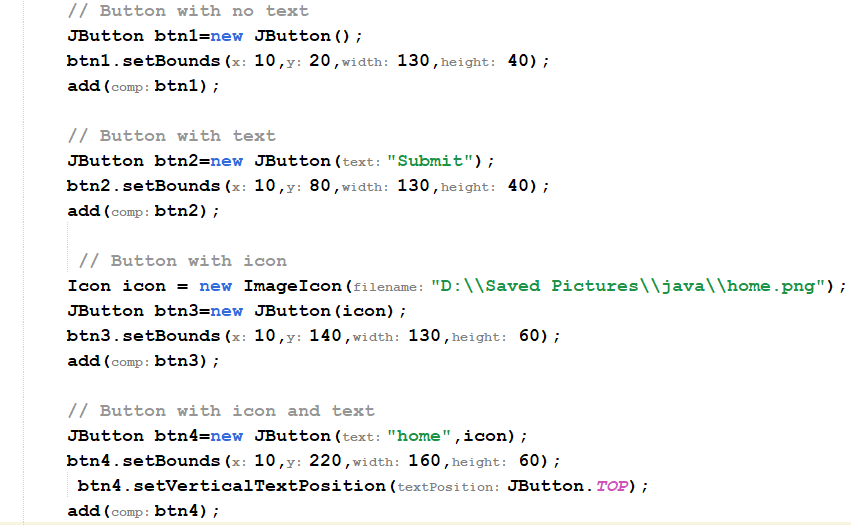 // Button with no text
JButton btn1=new JButton();
btn1.setBounds(x: 10,y: 20,width: 130,height: 40);
add(comp: btn1);
// Button with text
JButton btn2=new JButton(text: "Submit");
btn2.setBounds(x: 10,y: 80,width: 130,height: 40);
add(comp: btn2);
// Button with icon
Icon icon = new ImageIcon(filename: "D:\\Saved Pictures\\java\\home.png");
JButton btn3=new JButton(icon);
btn3.setBounds(x: 10,y: 140,width: 130,height: 60);
add(comp: btn3);
// Button with icon and text
JButton btn4=new JButton(text: "home",icon);
btn4.setBounds(x: 10,y: 220,width: 160,height: 60);
btn4.setVerticalTextPosition(textPosition: JButton.TOP);
add(comp: btn4);